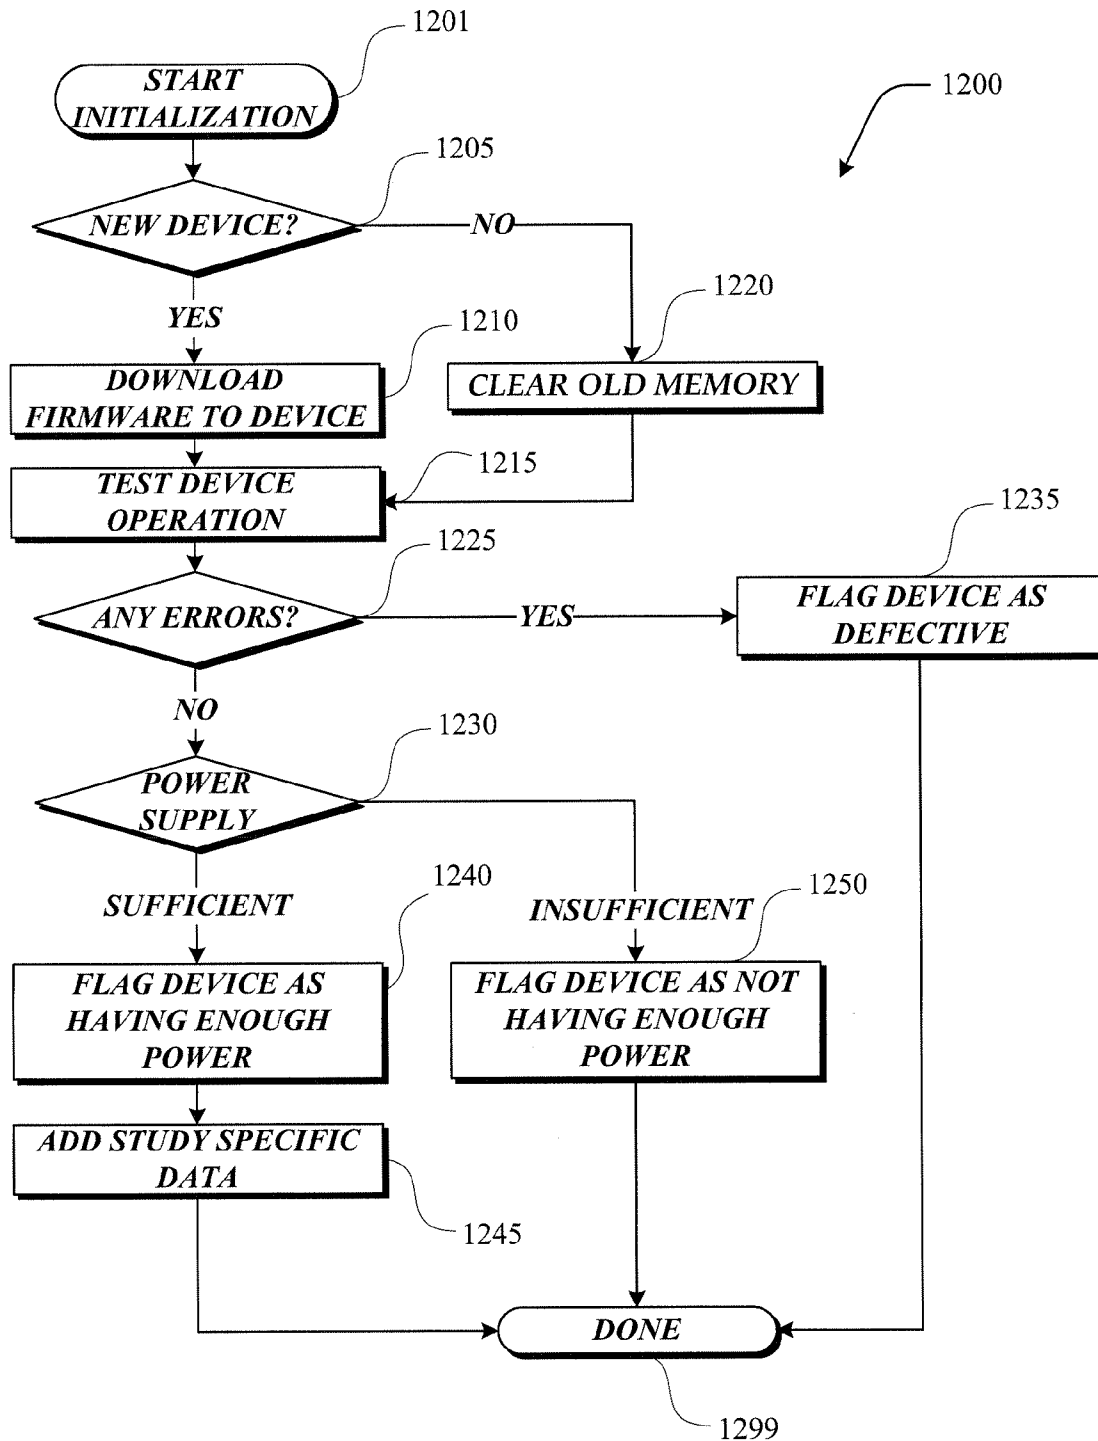 1201
START
INITIALIZATION
1200
1205
NEW DEVICE?
NO
YES
1210
1220
DOWNLOAD
FIRMWARE TO DEVICE
CLEAR OLD MEMORY
1215
TEST DEVICE
OPERATION
1225
1235
ANY ERRORS?
YES
FLAG DEVICE AS
DEFECTIVE
NO
1230
POWER
SUPPLY
SUFFICIENT
1240
INSUFFICIENT
1250
FLAG DEVICE AS
HAVING ENOUGH
POWER
FLAG DEVICE AS NOT
HAVING ENOUGH
POWER
ADD STUDY SPECIFIC
DATA
1245
DONE
1299